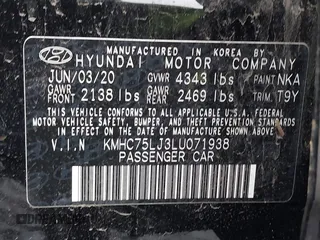 MANUFACTURED IN KOREA BY
HYUNDAI MOTOR COMPANY
JUN/03/20 GVWR 4343 lbs PAINT: NKA
GAWR FRONT 2138 lbs GAWR REAR 2469 lbs TRIM: T9Y
THIS VEHICLE CONFORMS TO ALL APPLICABLE U.S.A. FEDERAL
MOTOR VEHICLE SAFETY, BUMPER, AND THEFT PREVENTION
STANDARDS IN EFFECT ON THE DATE OF MANUFACTURE
SHOWN ABOVE.
V.I.N KMHC75LJ3LU071938
PASSENGER CAR